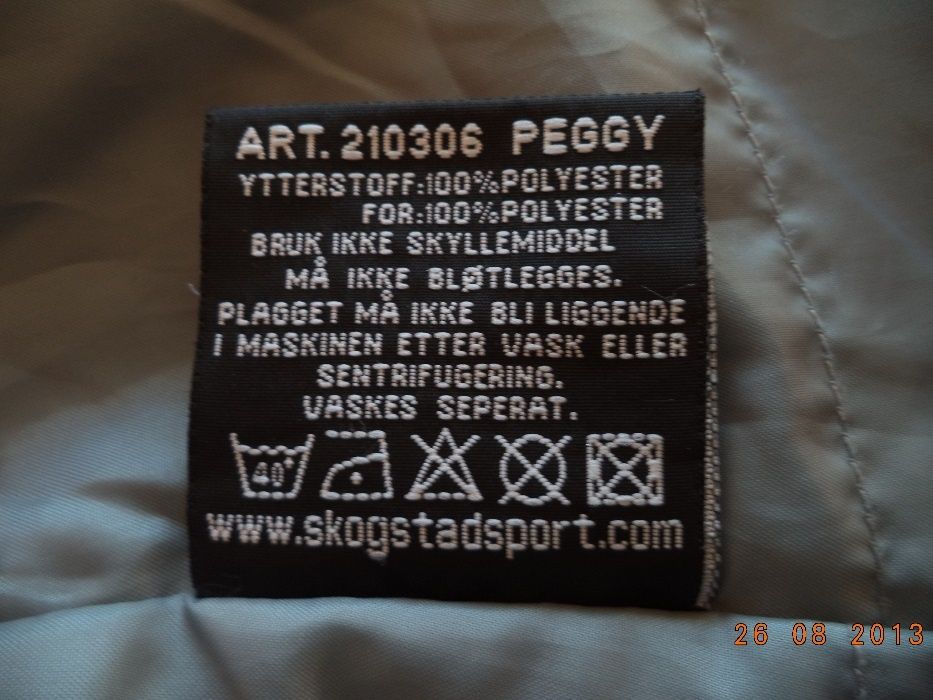 ART. 210306 PEGGY
YTTERSTOFF:100%POLYESTER
FOR:100%POLYESTER
BRUK IKKE SKYLLEMIDDEL
MÅ IKKE BLØTLEGGES.
PLAGGET MÅ IKKE BLI LIGGENDE
I MASKINEN ETTER VASK ELLER
SENTRIFUGERING.
VASKES SEPERAT.
40°
www.skogstadsport.com
26 08 2013